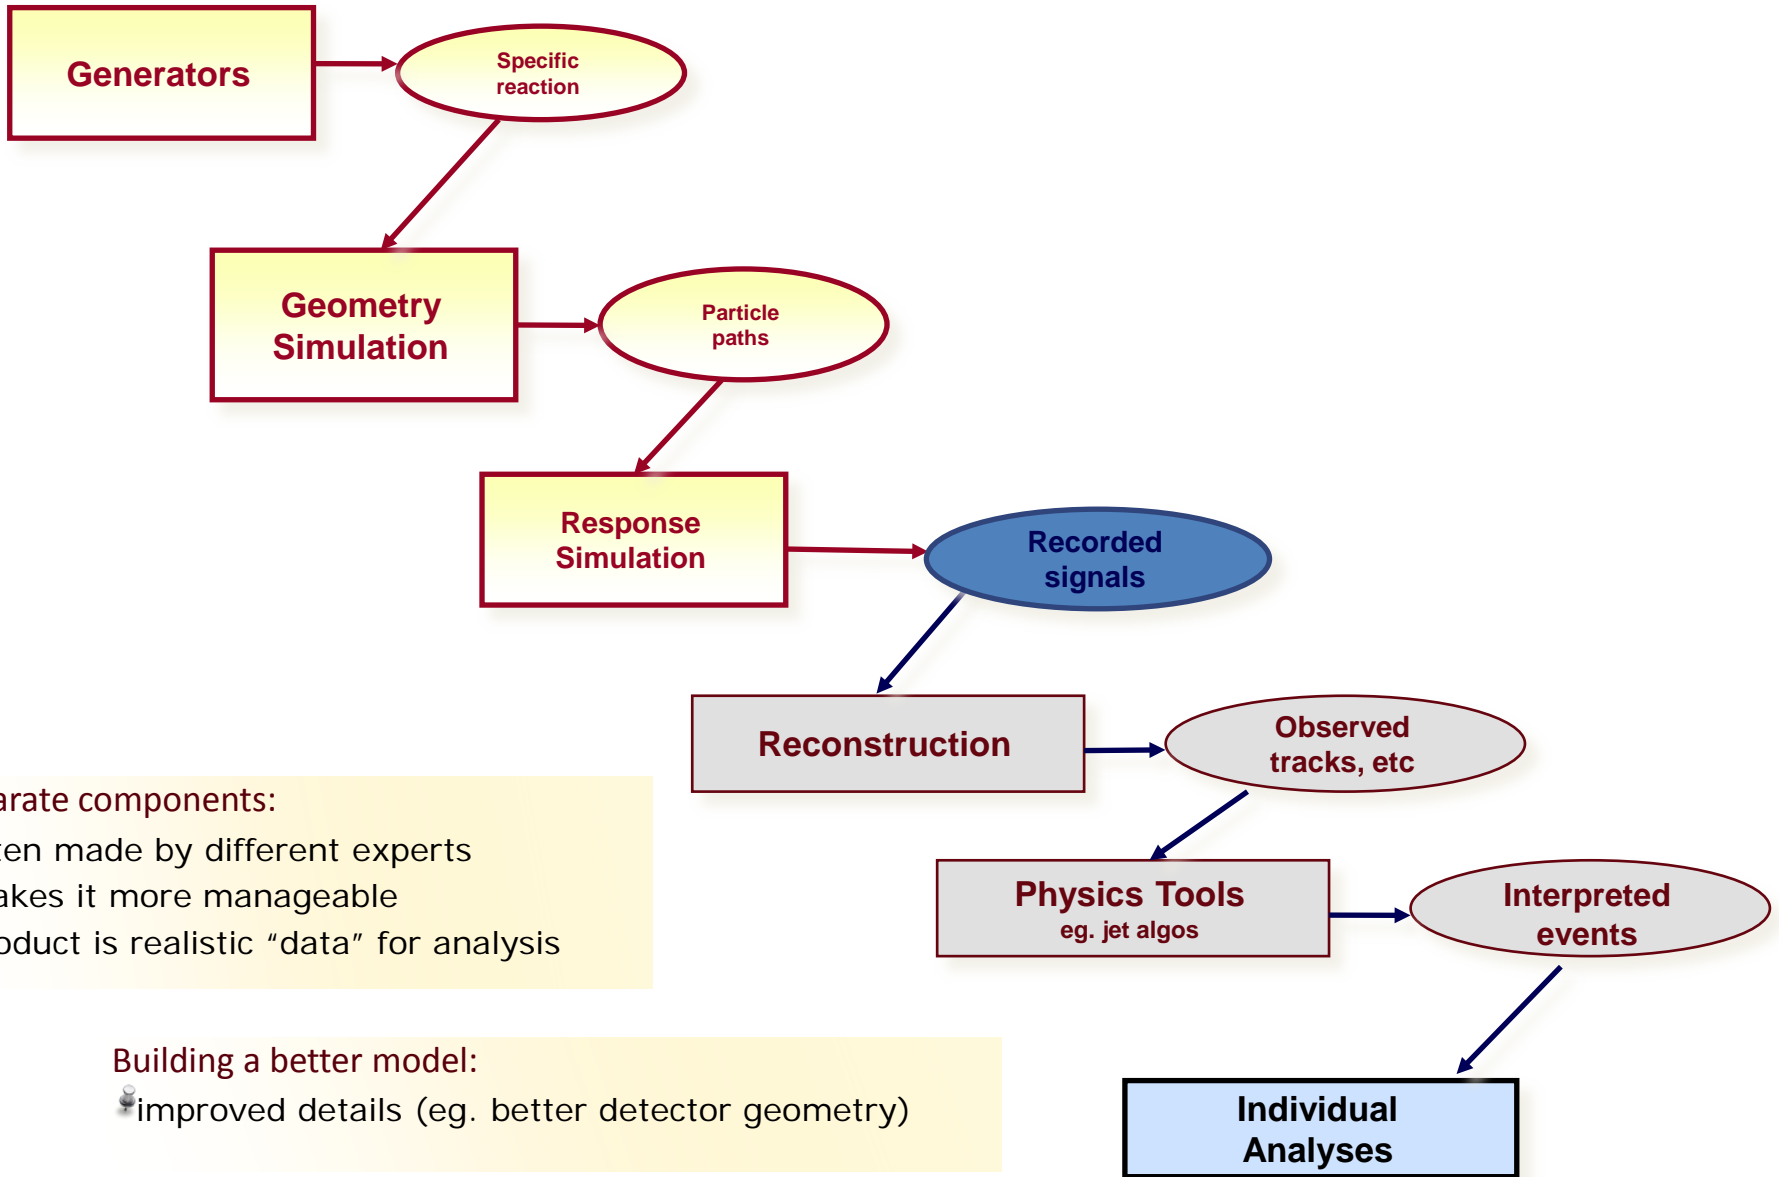 Generators
Specific
reaction
Geometry
Simulation
Particle
paths
Response
Simulation
Recorded
signals
Reconstruction
Observed
tracks, etc
arate components:
ten made by different experts
akes it more manageable
oduct is realistic “data” for analysis
Physics Tools
eg. jet algos
Interpreted
events
Building a better model:
improved details (eg. better detector geometry)
Individual
Analyses